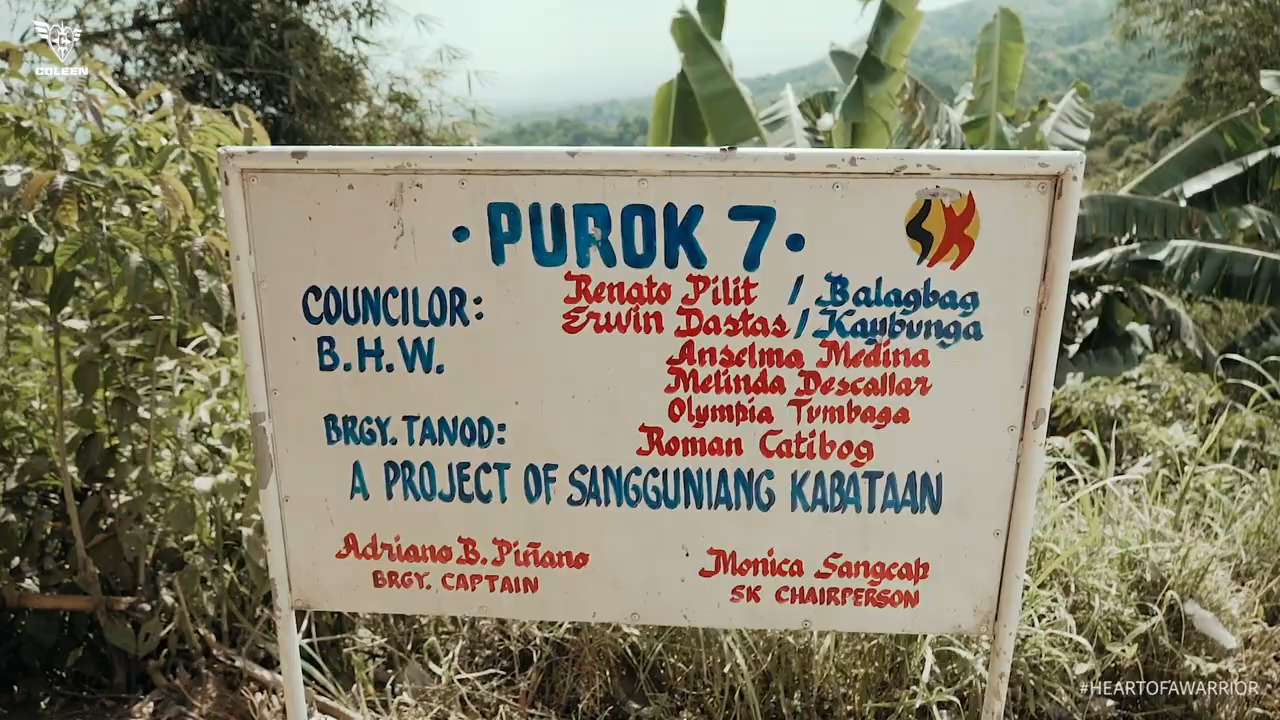 COLEEN
• PUROK 7 •
SK
COUNCILOR: Renato Pilit / Balagbag
Erwin Dastas / Kaybunga
B.H.W. Anselma Medina
Melinda Descallar
Olympia Tumbaga
BRGY. TANOD: Roman Catibog
A PROJECT OF SANGGUNIANG KABATAAN
Adriano B. Piñano Monica Sangcap
BRGY. CAPTAIN SK CHAIRPERSON
#HEARTOFAWARRIOR